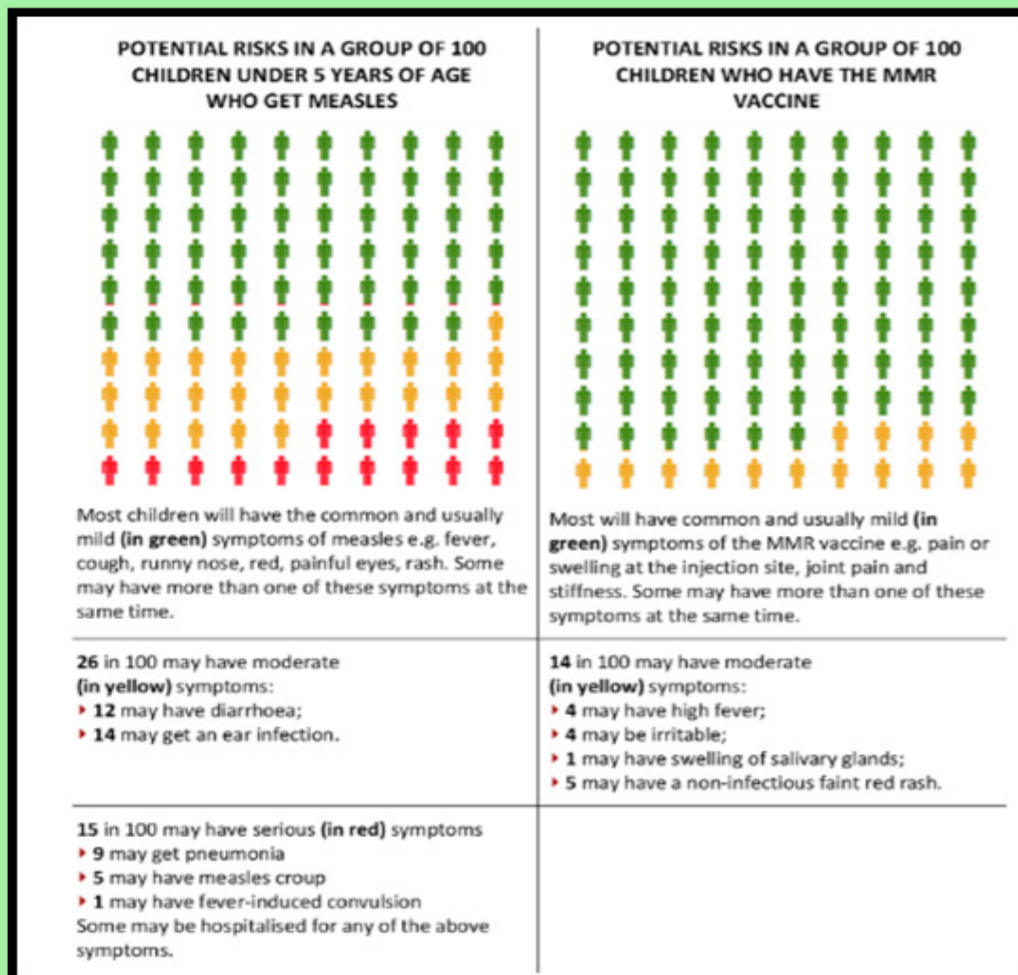 POTENTIAL RISKS IN A GROUP OF 100
CHILDREN UNDER 5 YEARS OF AGE
WHO GET MEASLES
Most children will have the common and usually
mild (in green) symptoms of measles e.g. fever,
cough, runny nose, red, painful eyes, rash. Some
may have more than one of these symptoms at the
same time.
26 in 100 may have moderate
(in yellow) symptoms:
12 may have diarrhoea;
14 may get an ear infection.
15 in 100 may have serious (in red) symptoms
9 may get pneumonia
5 may have measles croup
1 may have fever-induced convulsion
Some may be hospitalised for any of the above
symptoms.
POTENTIAL RISKS IN A GROUP OF 100
CHILDREN WHO HAVE THE MMR
VACCINE
Most will have common and usually mild (in
green) symptoms of the MMR vaccine e.g. pain or
swelling at the injection site, joint pain and
stiffness. Some may have more than one of these
symptoms at the same time.
14 in 100 may have moderate
(in yellow) symptoms:
4 may have high fever;
4 may be irritable;
1 may have swelling of salivary glands;
5 may have a non-infectious faint red rash.